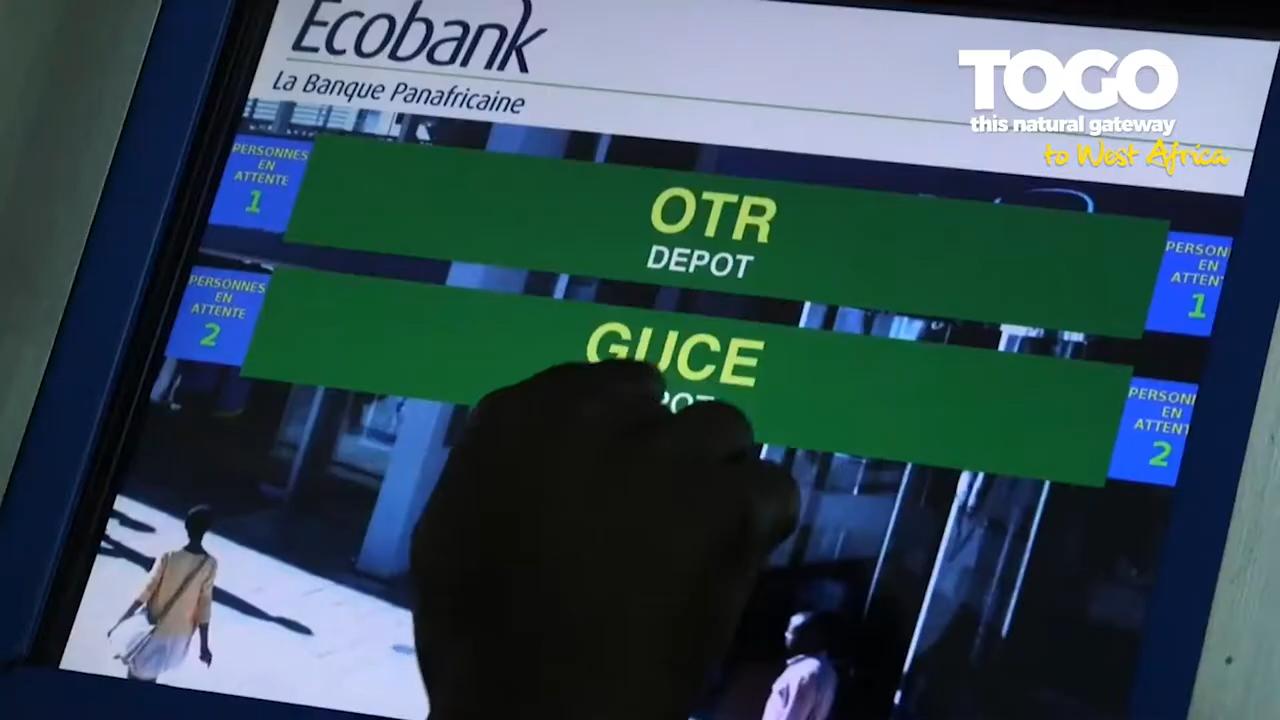 Ecobank
La Banque Panafricaine
TOGO
this natural gateway
to West Africa
PERSONNES
EN
ATTENTE
1
OTR
DEPOT
PERSON
EN
ATTEN
1
PERSONNES
EN
ATTENTE
2
GUCE
PERSON
EN
ATTENT
2